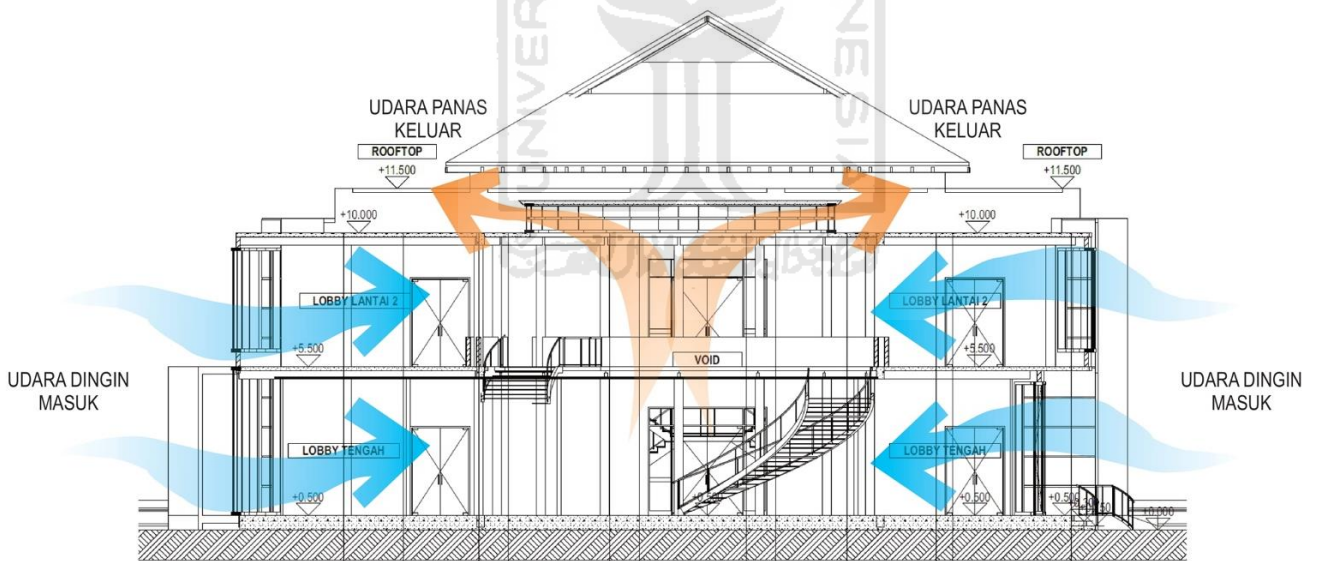 UNIVER
NESIA
UDARA PANAS
KELUAR
UDARA PANAS
KELUAR
ROOFTOP
+11.500
ROOFTOP
+11.500
+10.000
+10.000
LOBBY LANTAI 2
LOBBY LANTAI 2
+5.500
VOID
+5.500
UDARA DINGIN
MASUK
UDARA DINGIN
MASUK
LOBBY TENGAH
LOBBY TENGAH
+0.500
+0.500
+0.500
±0.000